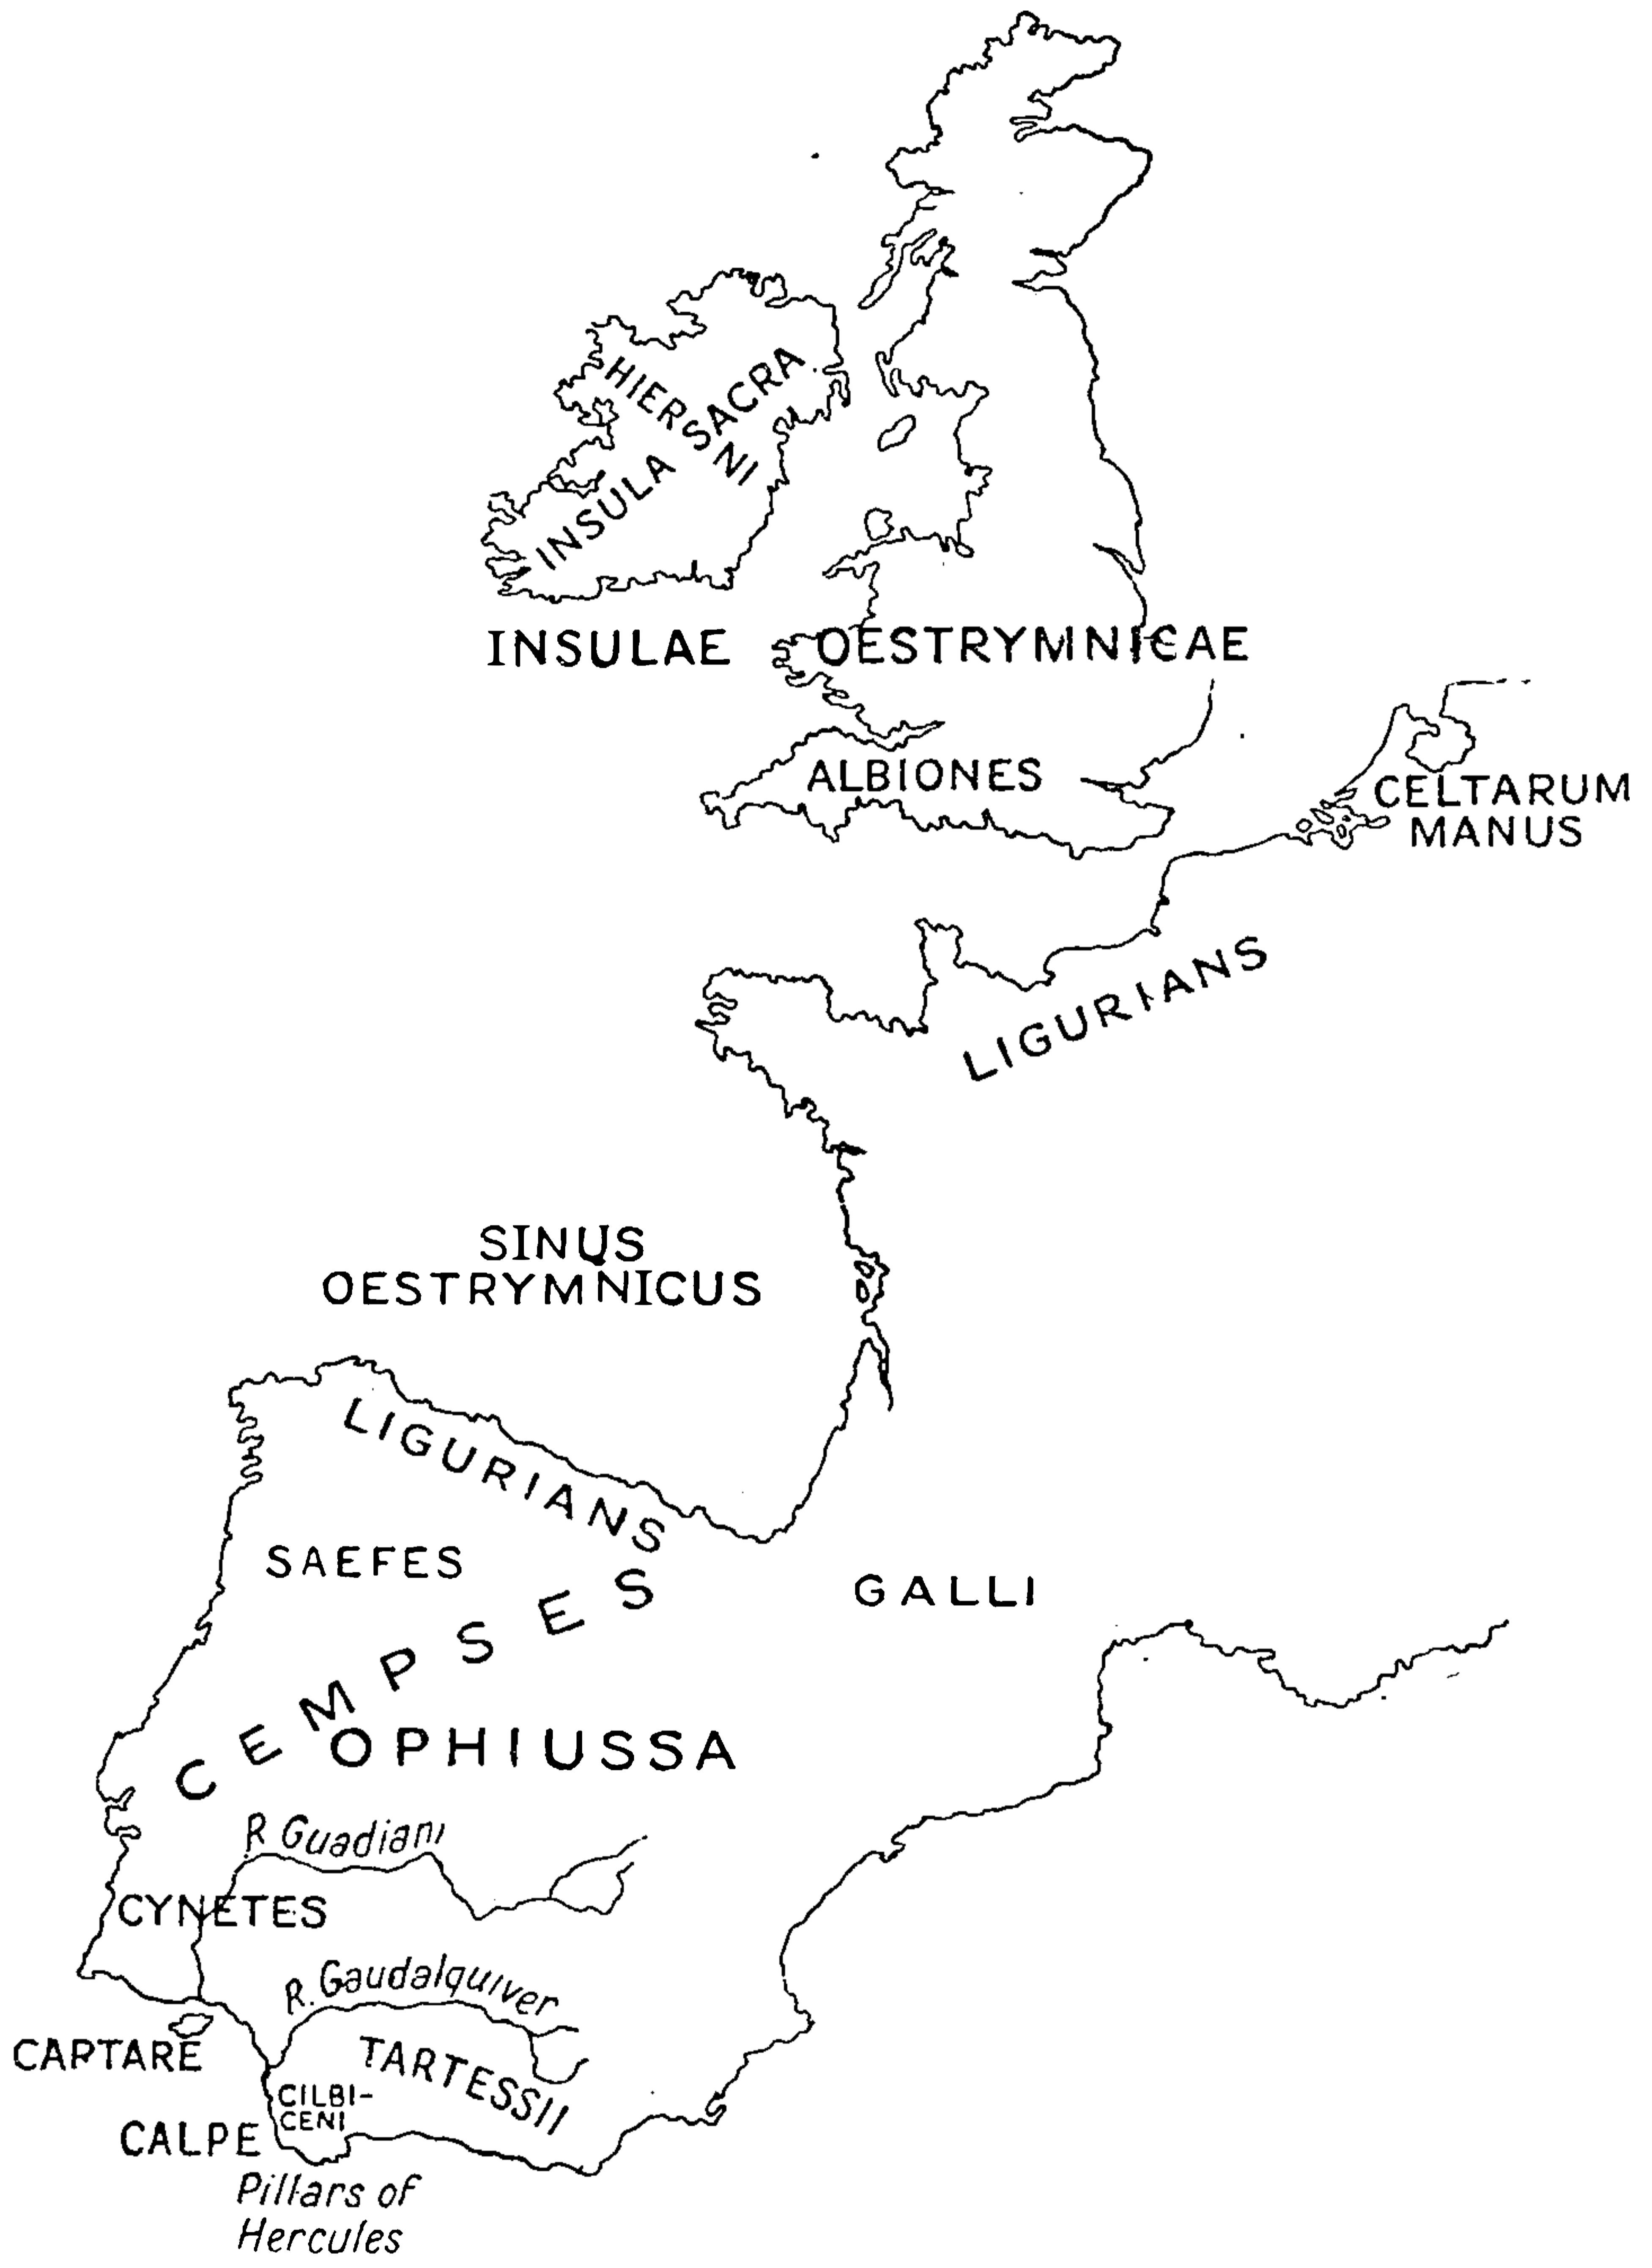 HIERNI
INSULA SACRA
INSULAE OESTRYMNICAE
ALBIONES
CELTARUM
MANUS
LIGURIANS
SINUS
OESTRYMNICUS
LIGURIANS
SAEFES
CEMPSES
GALLI
OPHIUSSA
R Guadiani
CYNETES
R. Gaudalquiver
CAPTARE
TARTESSII
CILBI-
CENI
CALPE
Pillars of
Hercules